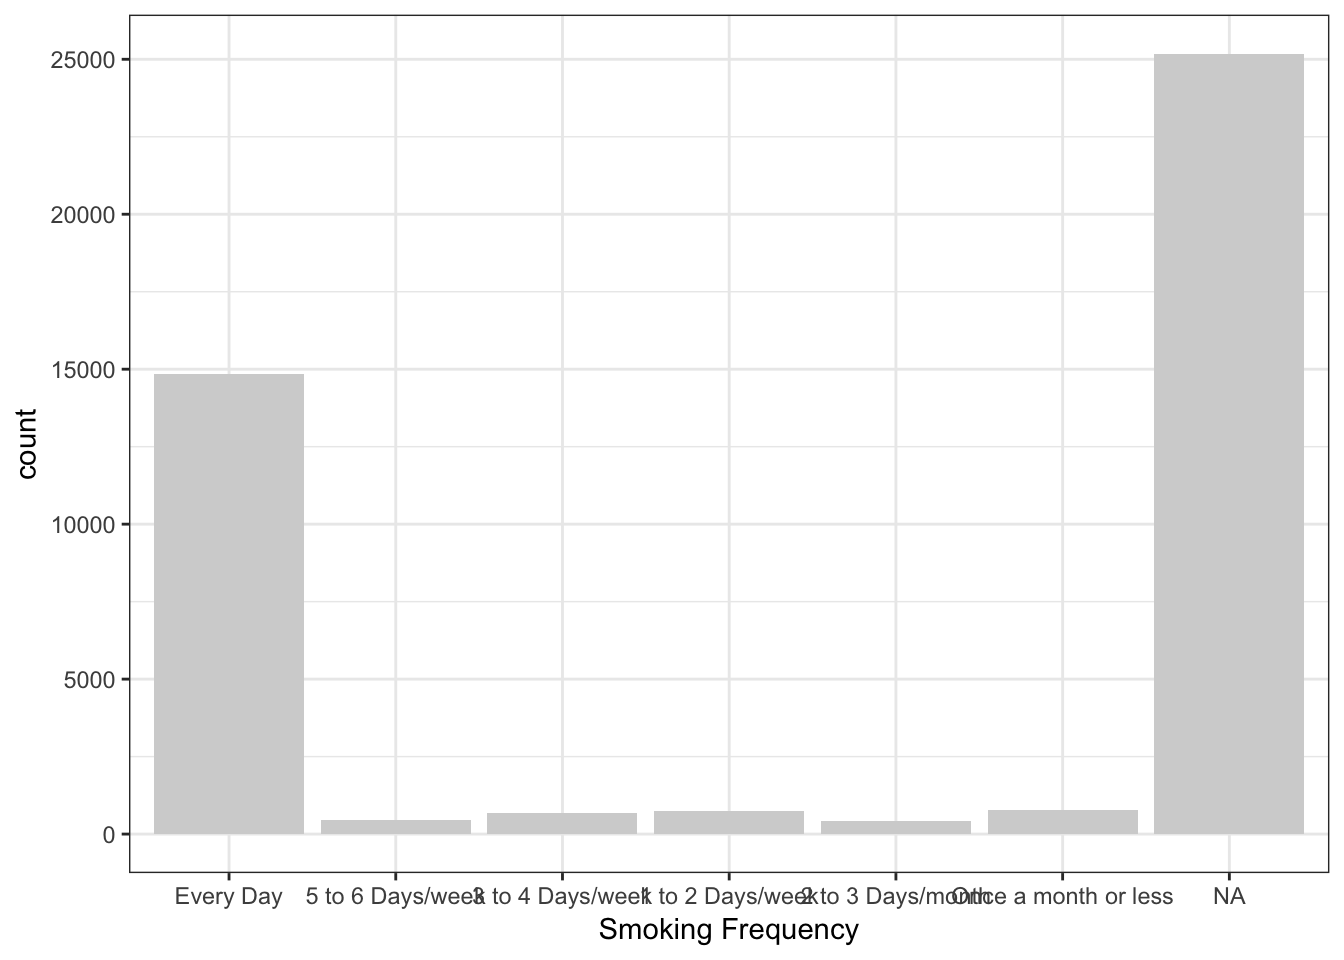 25000
20000
15000
10000
5000
0
count
Every Day 5 to 6 Days/week 3 to 4 Days/week 1 to 2 Days/week 2 to 3 Days/month Once a month or less NA
Smoking Frequency